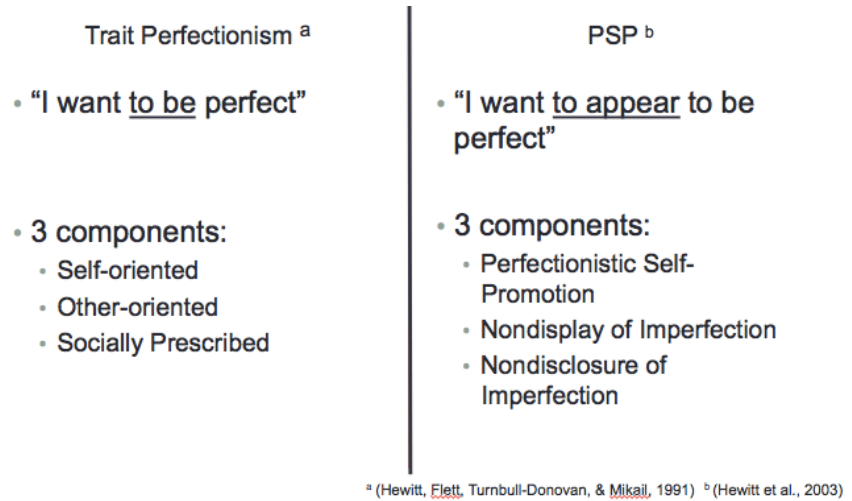 Trait Perfectionism ᵃ
• “I want to be perfect”
• 3 components:
• Self-oriented
• Other-oriented
• Socially Prescribed
PSP ᵇ
• “I want to appear to be
perfect”
• 3 components:
• Perfectionistic Self-
Promotion
• Nondisplay of Imperfection
• Nondisclosure of
Imperfection
ᵃ (Hewitt, Flett, Turnbull-Donovan, & Mikail, 1991) ᵇ (Hewitt et al., 2003)